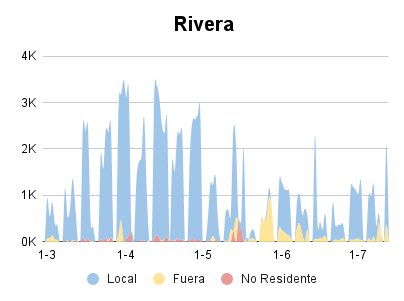 Rivera
4K
3K
2K
1K
0K
1-3 1-4 1-5 1-6 1-7
Local Fuera No Residente